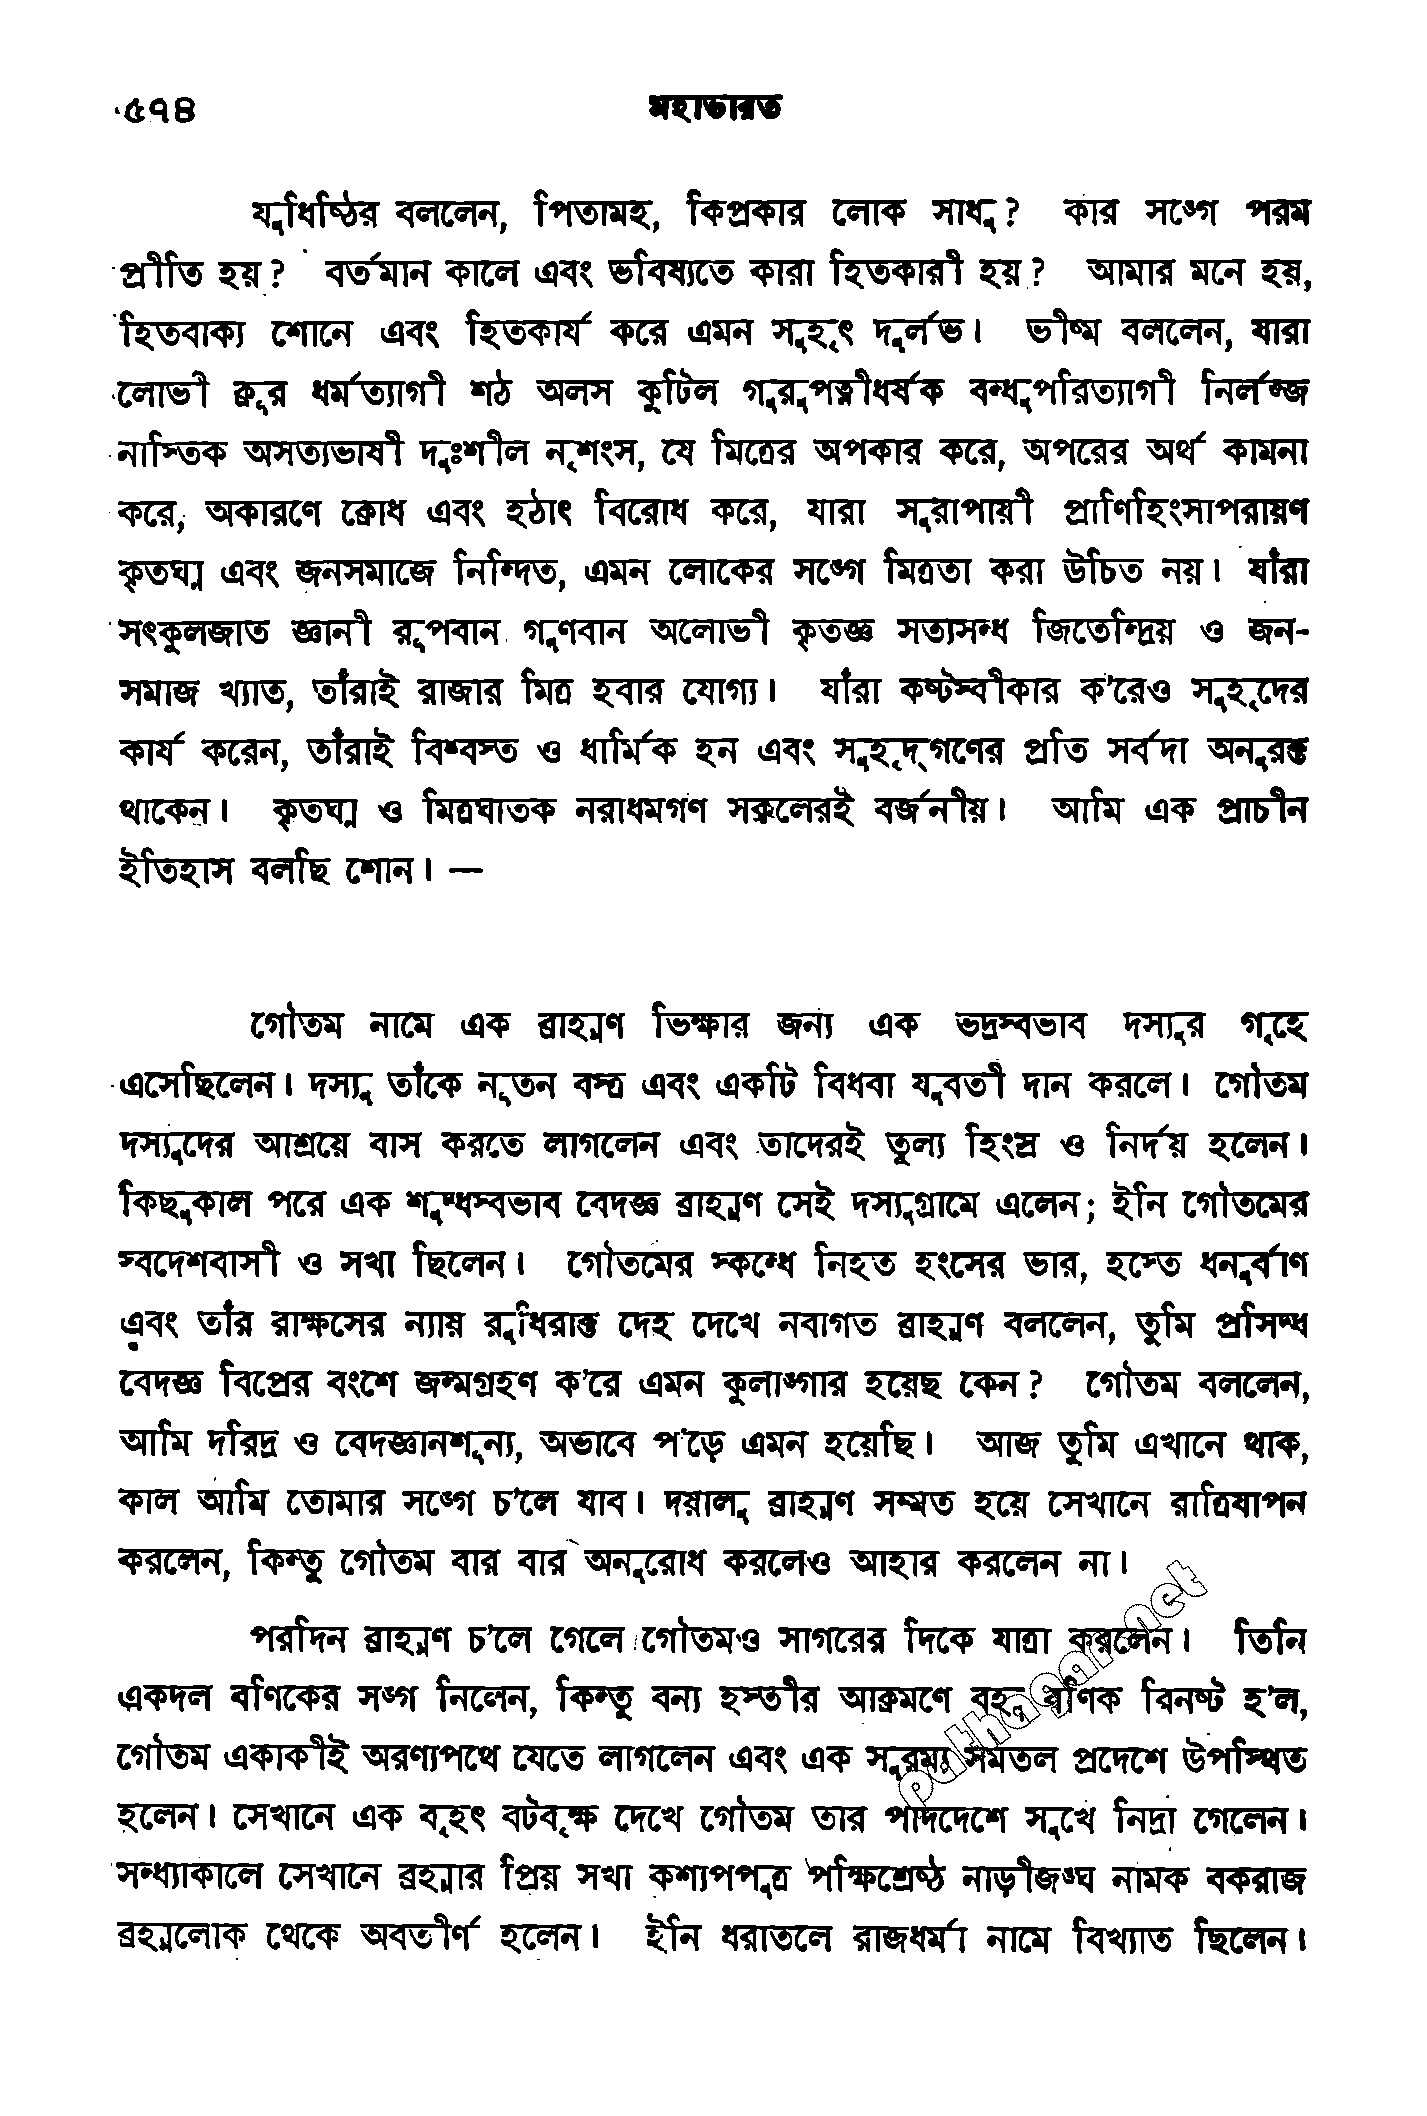 ৫৭৪ মহাভারত
যুধিষ্ঠির বললেন, পিতামহ, কিপ্রকার লোক সাধু? কার সঙ্গে পরম
প্রীতি হয়? বর্তমান কালে এবং ভবিষ্যতে কারা হিতকারী হয়? আমার মনে হয়,
হিতবাক্য শোনে এবং হিতকার্য করে এমন সুহৃৎ দুর্লভ। ভীষ্ম বললেন, যারা
লোভী ক্রূর ধর্মত্যাগী শঠ অলস কুটিল গুরুপত্নীধর্ষক বন্ধুপরিত্যাগী নির্লজ্জ
নাস্তিক অসত্যভাষী দুঃশীল নৃশংস, যে মিত্রের অপকার করে, অপরের অর্থ কামনা
করে, অকারণে ক্রোধ এবং হঠাৎ বিরোধ করে, যারা সুরাপায়ী প্রাণিহিংসাপরায়ণ
কৃতঘ্ন এবং জনসমাজে নিন্দিত, এমন লোকের সঙ্গে মিত্রতা করা উচিত নয়। যাঁরা
সৎকুলজাত জ্ঞানী রূপবান গুণবান অলোভী কৃতজ্ঞ সত্যসন্ধ জিতেন্দ্রিয় ও জন-
সমাজ খ্যাত, তাঁরাই রাজার মিত্র হবার যোগ্য। যাঁরা কষ্টস্বীকার ক'রেও সুহৃদের
কার্য করেন, তাঁরাই বিশ্বস্ত ও ধার্মিক হন এবং সুহৃদ্‌গণের প্রতি সর্বদা অনুরক্ত
থাকেন। কৃতঘ্ন ও মিত্রঘাতক নরাধমগণ সকলেরই বর্জনীয়। আমি এক প্রাচীন
ইতিহাস বলছি শোন। —
গৌতম নামে এক ব্রাহ্মণ ভিক্ষার জন্য এক ভদ্রস্বভাব দস্যুর গৃহে
এসেছিলেন। দস্যু তাঁকে নূতন বস্ত্র এবং একটি বিধবা যুবতী দান করলে। গৌতম
দস্যুদের আশ্রয়ে বাস করতে লাগলেন এবং তাদেরই তুল্য হিংস্র ও নির্দয় হলেন।
কিছুকাল পরে এক শুদ্ধস্বভাব বেদজ্ঞ ব্রাহ্মণ সেই দস্যুগ্রামে এলেন; ইনি গৌতমের
স্বদেশবাসী ও সখা ছিলেন। গৌতমের স্কন্ধে নিহত হংসের ভার, হস্তে ধনুর্বাণ
এবং তাঁর রাক্ষসের ন্যায় রুধিরাক্ত দেহ দেখে নবাগত ব্রাহ্মণ বললেন, তুমি প্রসিদ্ধ
বেদজ্ঞ বিপ্রের বংশে জন্মগ্রহণ ক'রে এমন কুলাঙ্গার হয়েছ কেন? গৌতম বললেন,
আমি দরিদ্র ও বেদজ্ঞানশূন্য, অভাবে প'ড়ে এমন হয়েছি। আজ তুমি এখানে থাক,
কাল আমি তোমার সঙ্গে চ'লে যাব। দয়ালু ব্রাহ্মণ সম্মত হয়ে সেখানে রাত্রিযাপন
করলেন, কিন্তু গৌতম বার বার অনুরোধ করলেও আহার করলেন না।
পরদিন ব্রাহ্মণ চ'লে গেলে গৌতমও সাগরের দিকে যাত্রা করলেন। তিনি
একদল বণিকের সঙ্গ নিলেন, কিন্তু বন্য হস্তীর আক্রমণে বহু বণিক বিনষ্ট হ'ল,
গৌতম একাকীই অরণ্যপথে যেতে লাগলেন এবং এক সুরম্য সমতল প্রদেশে উপস্থিত
হলেন। সেখানে এক বৃহৎ বটবৃক্ষ দেখে গৌতম তার পাদদেশে সুখে নিদ্রা গেলেন।
সন্ধ্যাকালে সেখানে ব্রহ্মার প্রিয় সখা কশ্যপপুত্র পক্ষিশ্রেষ্ঠ নাড়ীজঙ্ঘ নামক বকরাজ
ব্রহ্মলোক থেকে অবতীর্ণ হলেন। ইনি ধরাতলে রাজধর্মা নামে বিখ্যাত ছিলেন।
pathagar.net